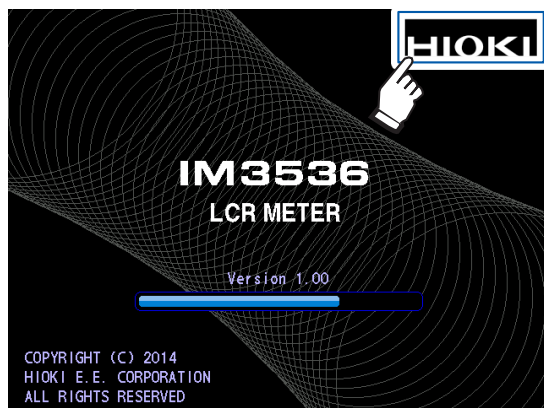 HIOKI
IM3536
LCR METER
Version 1.00
COPYRIGHT (C) 2014
HIOKI E.E. CORPORATION
ALL RIGHTS RESERVED